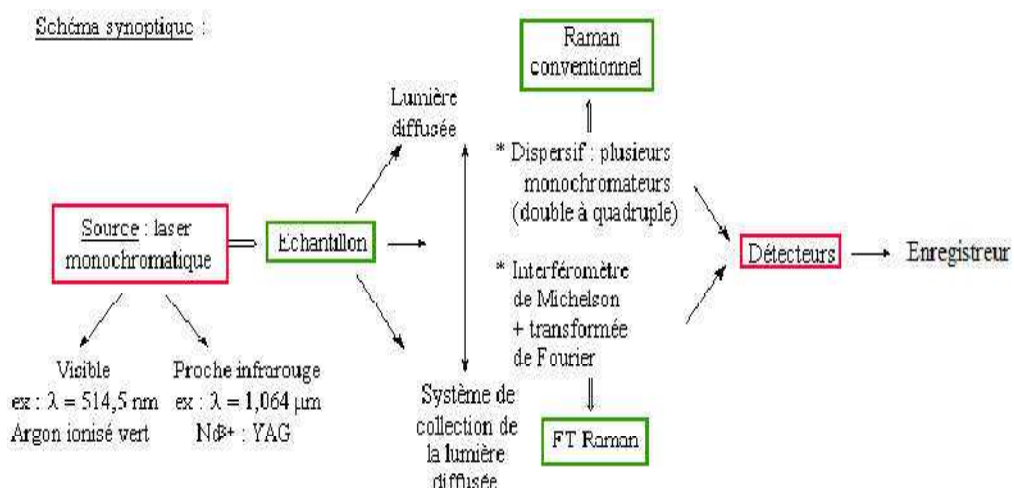 Schéma synoptique :
Raman
conventionnel
Lumière
diffusée
* Dispersif : plusieurs
monochromateurs
(double à quadruple)
Source : laser
monochromatique
Echantillon
Détecteurs
Enregistreur
* Interféromètre
de Michelson
+ transformée
de Fourier
Visible
ex : λ = 514,5 nm
Argon ionisé vert
Proche infrarouge
ex : λ = 1,064 µm
Nd3+ : YAG
Système de
collection de
la lumière
diffusée
FT Raman